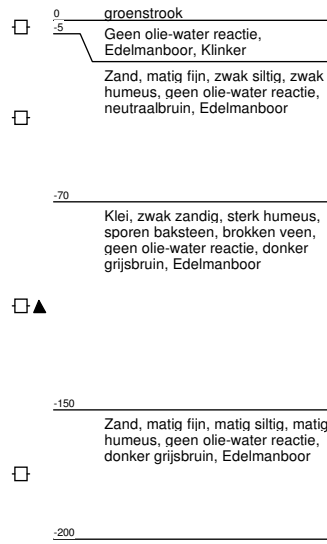 0 groenstrook
-5
Geen olie-water reactie,
Edelmanboor, Klinker
Zand, matig fijn, zwak siltig, zwak
humeus, geen olie-water reactie,
neutraalbruin, Edelmanboor
-70
Klei, zwak zandig, sterk humeus,
sporen baksteen, brokken veen,
geen olie-water reactie, donker
grijsbruin, Edelmanboor
-150
Zand, matig fijn, matig siltig, matig
humeus, geen olie-water reactie,
donker grijsbruin, Edelmanboor
-200